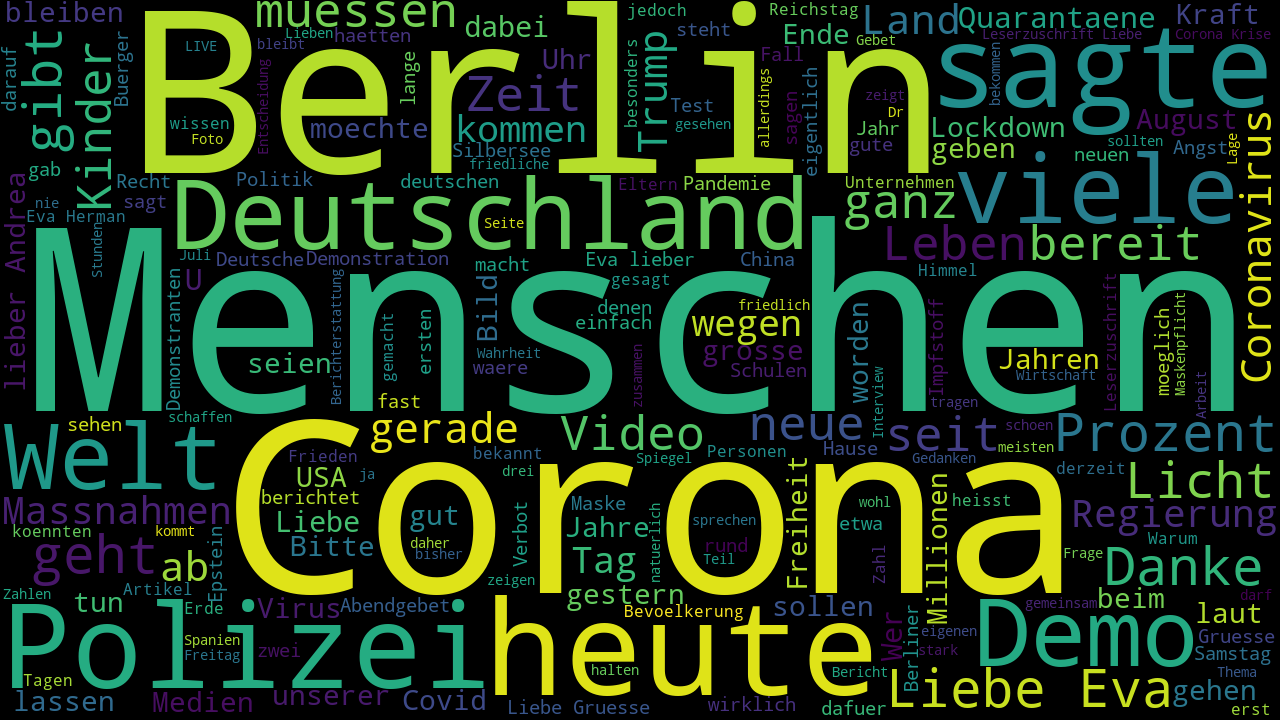 bleiben
muessen
dabei
jedoch
Reichstag
Land
Quarantaene
Kraft
LIVE
Lieben
haetten
bleibt
steht
Ende
Gebet
Leserzuschrift Liebe
Corona Krise
darauf
gibt
Kinder
Buerger
Berlin
Uhr
besonders
Trump
Fall
sagte
Entscheidung
lange
Zeit
Test
allerdings
sagen
eigentlich
zeigt
bekommen
wissen
Foto
moechte
kommen
gesehen
Dr
Jahr
Lockdown
August
Silbersee
friedliche
gute
geben
neuen
sollten
Angst
Lage
gab
Recht
Politik
deutschen
Eltern
Pandemie
Unternehmen
viele
Coronavirus
nie
sagt
Eva Herman
Deutschland
Seite
ganz
lieber Andrea
Stunden
Juli
Deutsche
Demonstration
macht
Eva lieber
China
Leben
bereit
U
Menschen
Demonstranten
Berichterstattung
Bild
gesagt
Himmel
denen
friedlich
einfach
wegen
worden
Impfstoff
Leserzuschrift
moeglich
Maskenpflicht
seien
gemacht
ersten
Wahrheit
waere
zusammen
grosse
Schulen
Jahren
Wirtschaft
Arbeit
fast
tragen
schaffen
sehen
gerade
Video
neue
Interview
seit
schoen
Prozent
Welt
Corona
Frieden
bekannt
Spiegel
Personen
Hause
Gedanken
meisten
derzeit
USA
ja
drei
Licht
Massnahmen
berichtet
Liebe
gut
Maske
Freiheit
wohl
heisst
Millionen
Regierung
koennten
kommt
Bitte
daher
bisher
Verbot
Jahre
sprechen
etwa
Warum
geht
ab
Epstein
natuerlich
Tag
rund
Teil
Zahl
Frage
Danke
Zahlen
Artikel
zeigen
gestern
gemeinsam
beim
darf
tun
Erde
Virus
Abendgebet
Bevoelkerung
sollen
Wer
Berliner
Demo
laut
Polizei
heute
Spanien
Freitag
zwei
eigenen
stark
Gruesse
Samstag
Tagen
halten
Bericht
Thema
lassen
Medien
unserer
Covid
Liebe Gruesse
wirklich
dafuer
Liebe Eva
gehen
erst